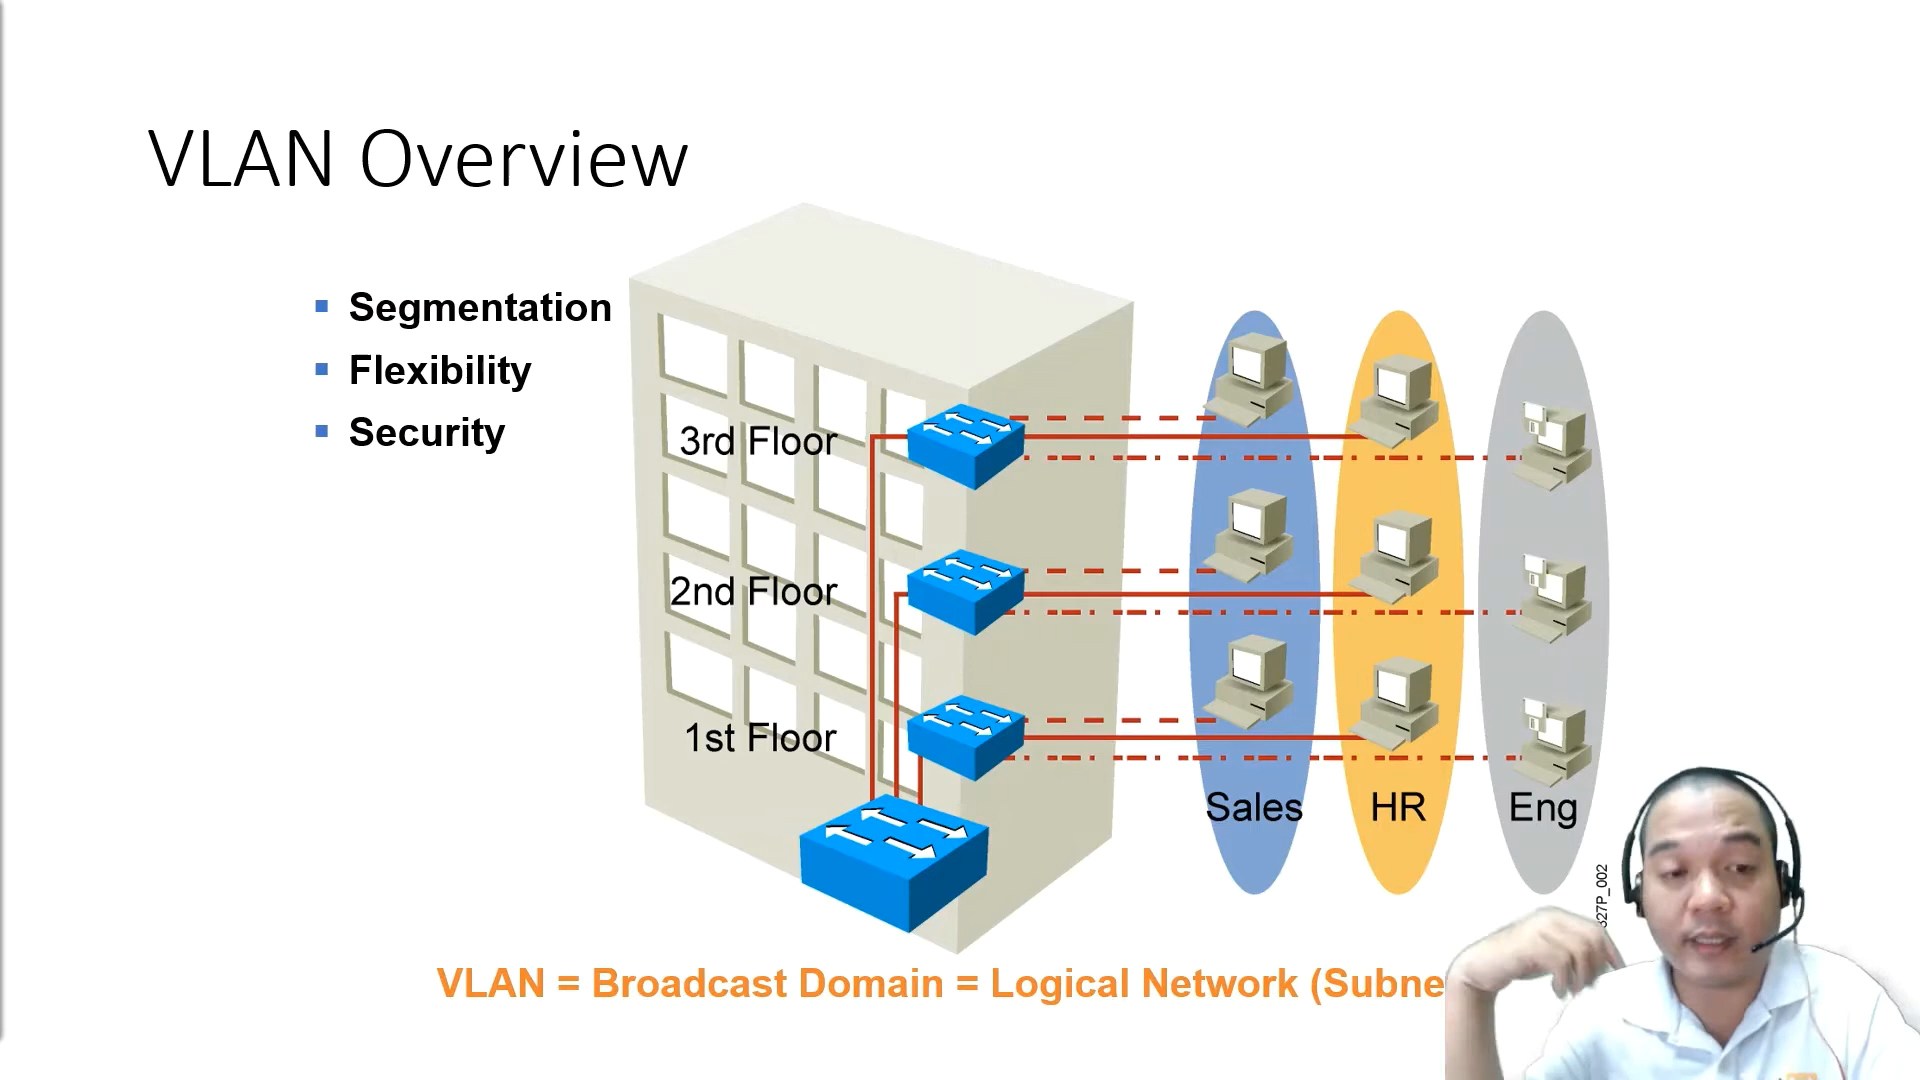 VLAN Overview
Segmentation
Flexibility
Security
3rd Floor
2nd Floor
1st Floor
Sales
HR
Eng
27P_002
VLAN = Broadcast Domain = Logical Network (Subne